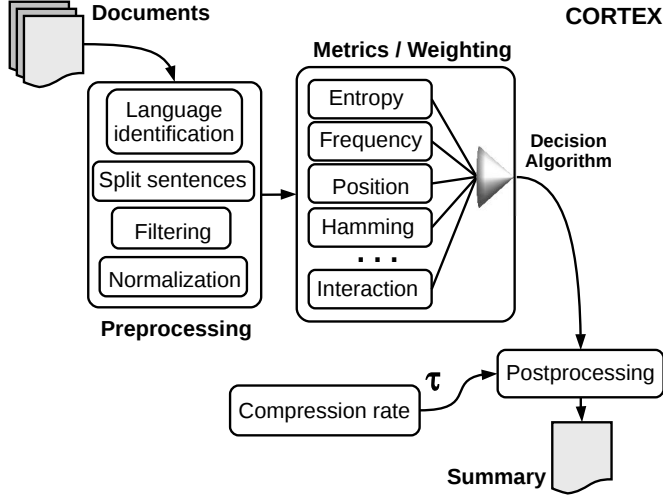 Documents
CORTEX
Metrics / Weighting
Language
identification
Split sentences
Filtering
Normalization
Preprocessing
Entropy
Frequency
Position
Hamming
. . .
Interaction
Decision
Algorithm
τ
Compression rate
Postprocessing
Summary